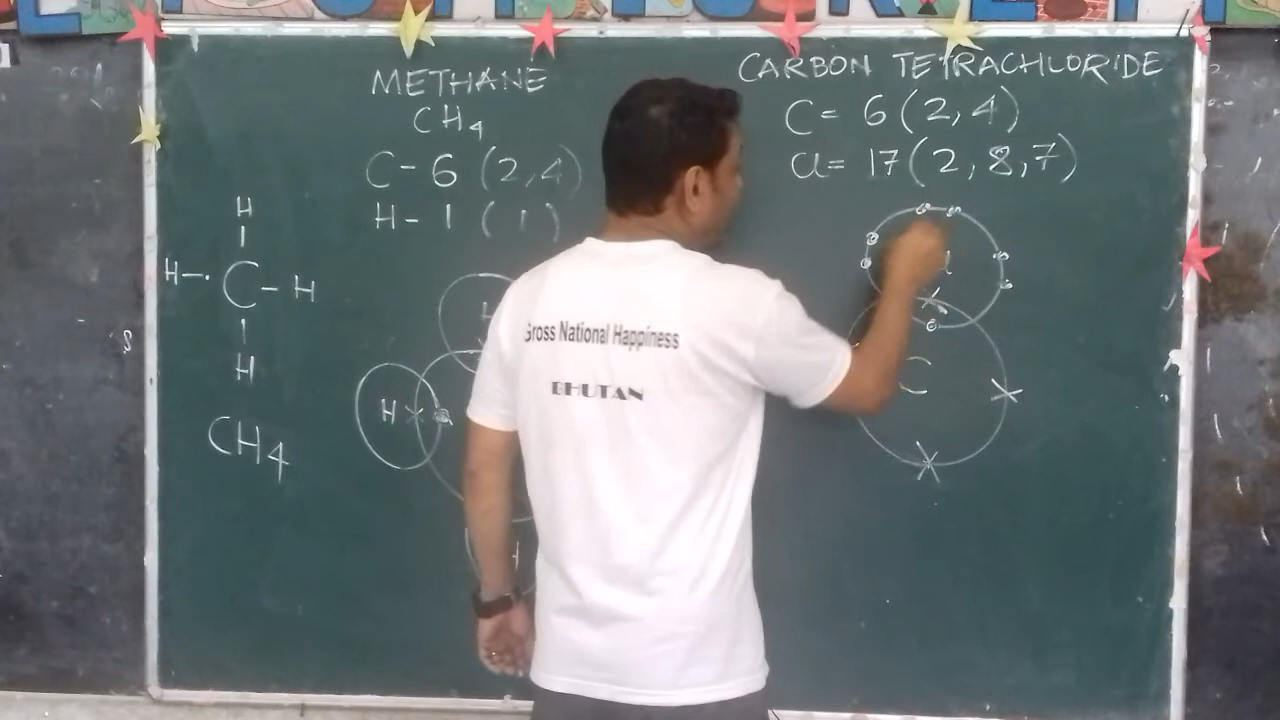 METHANE
CH4
C-6 (2,4)
H-1 (1)
H
H-·C-H
H
CH4
H
H
CARBON TETRACHLORIDE
C= 6(2,4)
Cl= 17(2,8,7)
C
Gross National Happiness
BHUTAN